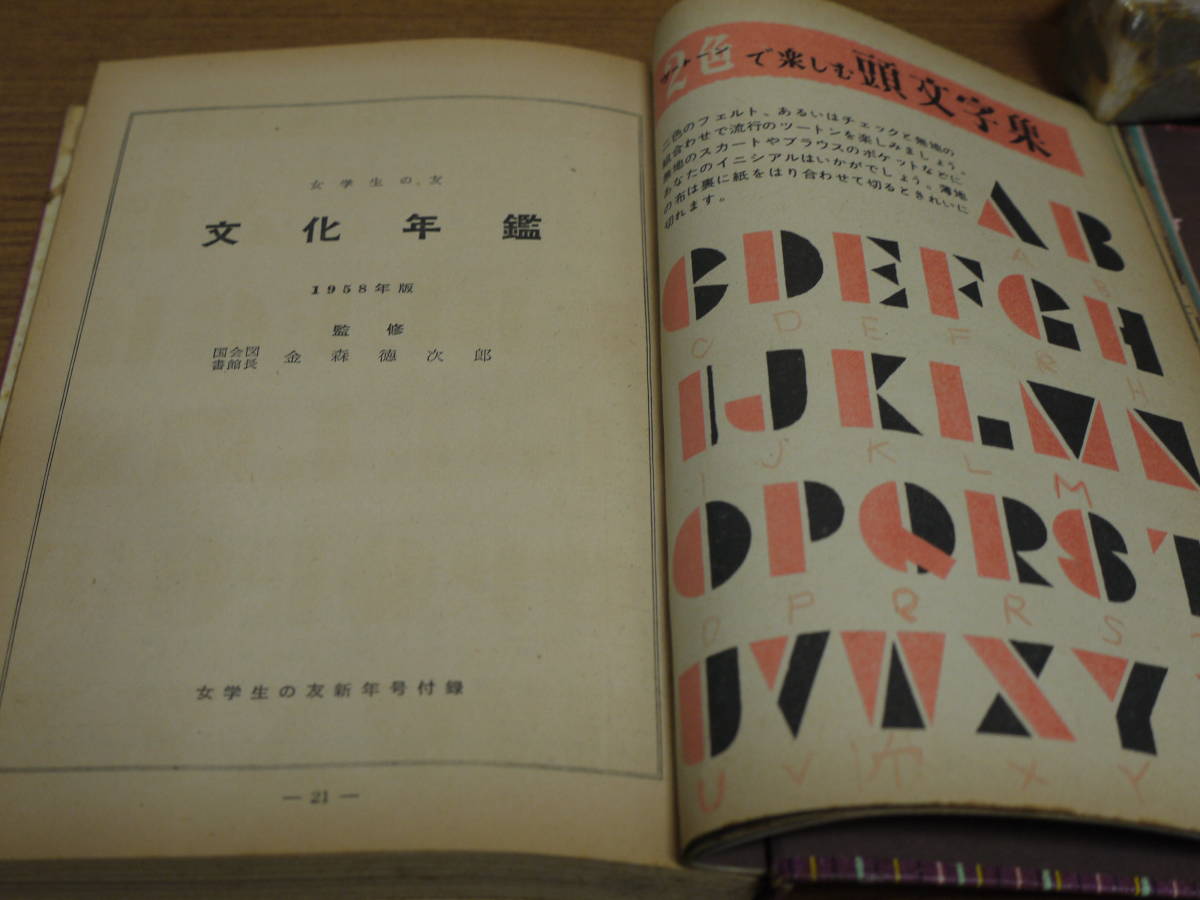 女学生の友
文化年鑑
1958年版
監修
国会図
書館長 金森徳次郎
女学生の友新年号付録
— 21 —
2色で楽しむ頭文字集
二色のフェルト、あるいはチェックと無地の
組合わせで流行のツートンを楽しみましょう。
無地のスカートやブラウスのポケットなどに
あなたのイニシアルはいかがでしょう。薄地
の布は裏に紙をはり合わせて切るときれいに
切れます。
AB
A B
CDEFGH
C D E F R H
IJKLMN
I J K L M
OPQRST
O P Q R S
UVWXY
U V W X Y